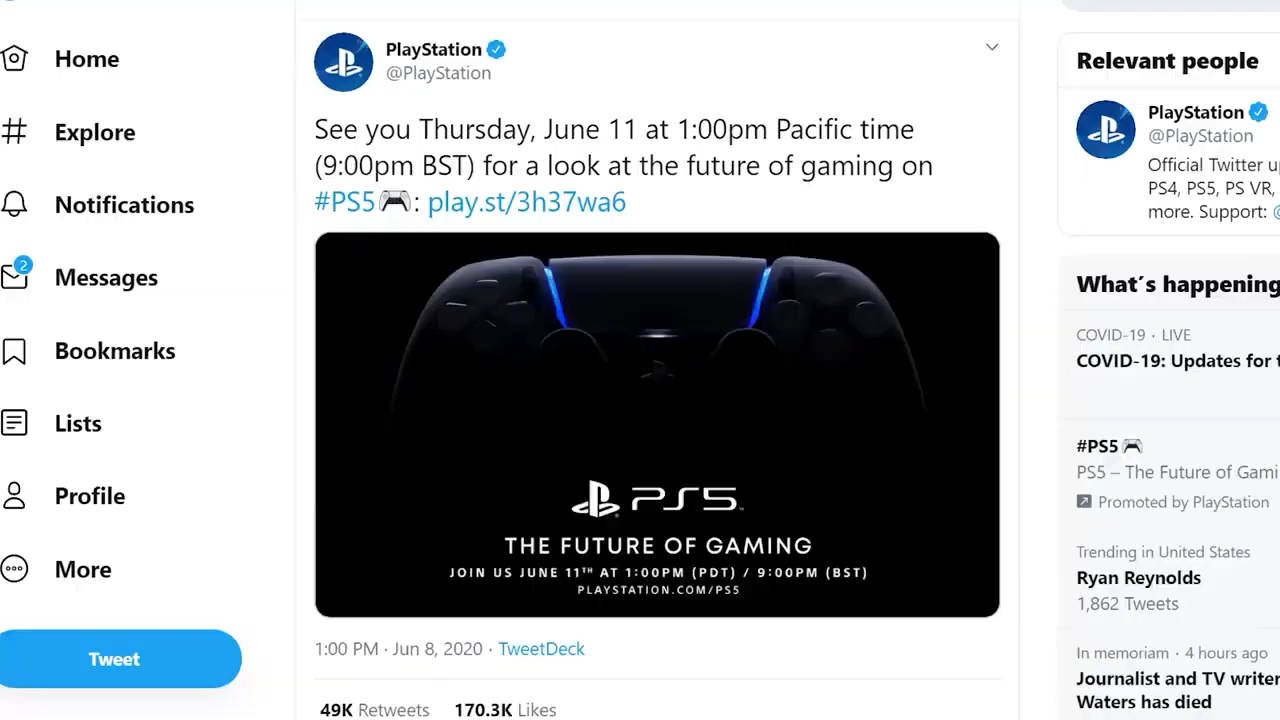 Home
Explore
Notifications
2
Messages
Bookmarks
Lists
Profile
More
Tweet
PlayStation
@PlayStation
See you Thursday, June 11 at 1:00pm Pacific time
(9:00pm BST) for a look at the future of gaming on
#PS5🎮: play.st/3h37wa6
PS5™
THE FUTURE OF GAMING
JOIN US JUNE 11TH AT 1:00PM (PDT) / 9:00PM (BST)
PLAYSTATION.COM/PS5
1:00 PM · Jun 8, 2020 · TweetDeck
49K Retweets 170.3K Likes
Relevant people
PlayStation
@PlayStation
Official Twitter
PS4, PS5, PS VR,
more. Support:
What's happening
COVID-19 · LIVE
COVID-19: Updates for
#PS5🎮
PS5 – The Future of
Promoted by PlayStation
Trending in United States
Ryan Reynolds
1,862 Tweets
In memoriam · 4 hours ago
Journalist and TV writer
Waters has died